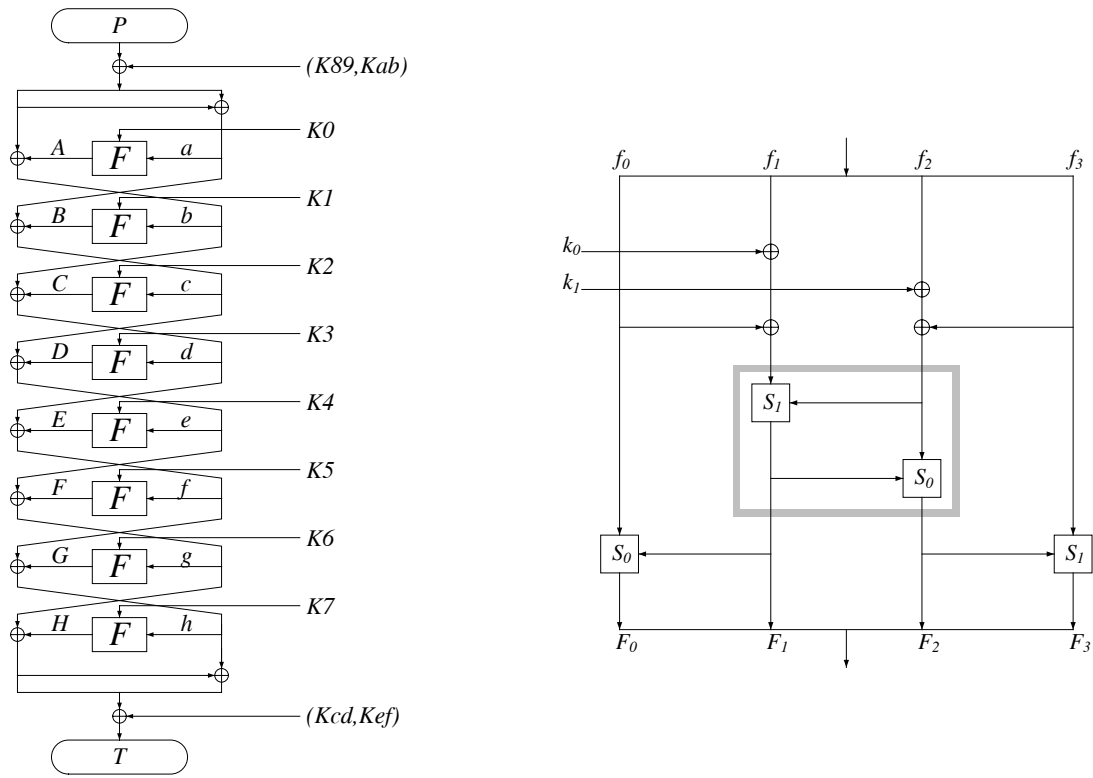 P
(K89,Kab)
K0
A F a
K1
B F b
K2
C F c
K3
D F d
K4
E F e
K5
F F f
K6
G F g
K7
H F h
(Kcd,Kef)
T
f0 f1 f2 f3
k0
k1
S1
S0
S0 S1
F0 F1 F2 F3